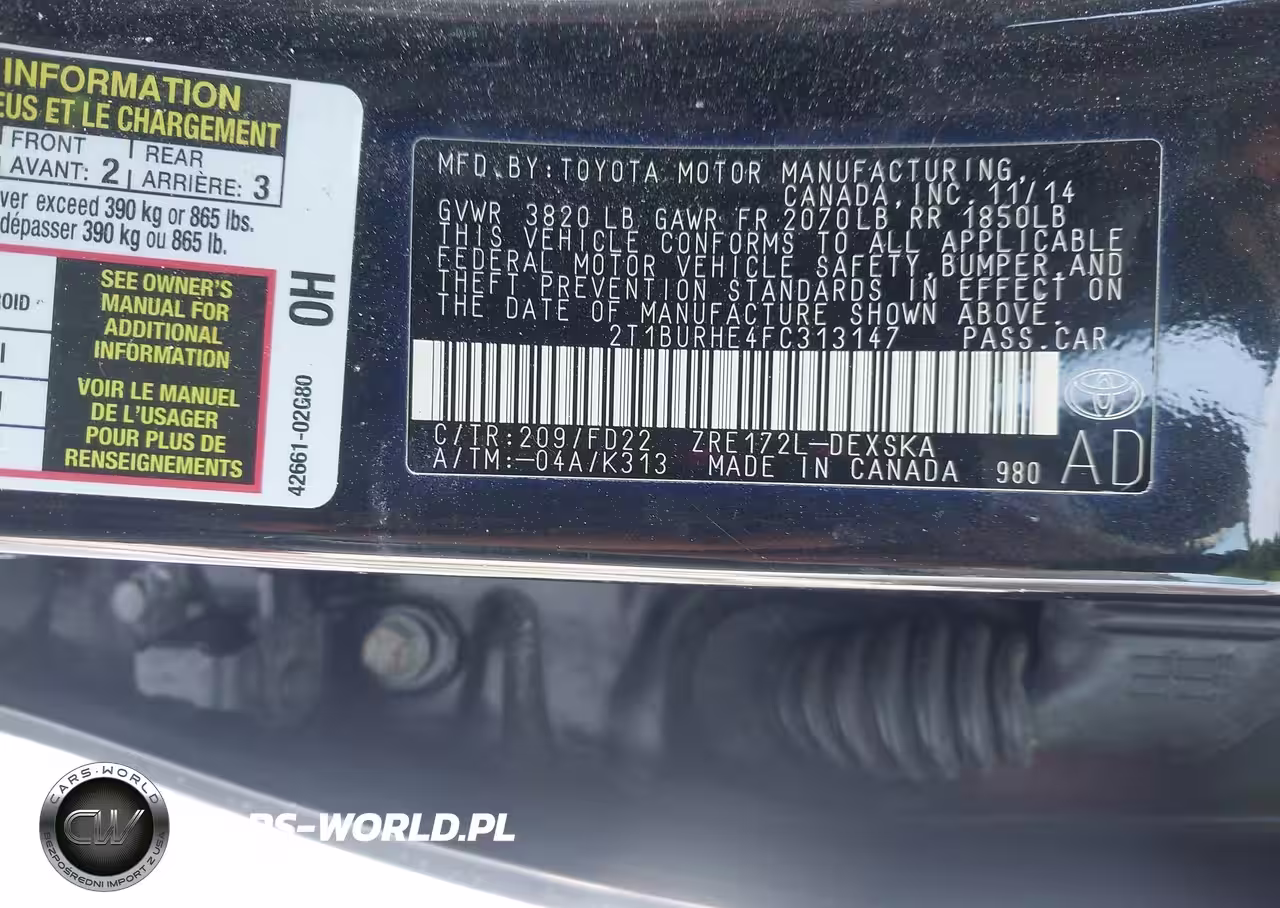 INFORMATION
EUS ET LE CHARGEMENT
FRONT
AVANT: 2
REAR
ARRIÈRE: 3
ver exceed 390 kg or 865 lbs.
dépasser 390 kg ou 865 lb.
ROID
SEE OWNER'S
MANUAL FOR
ADDITIONAL
INFORMATION
VOIR LE MANUEL
DE L'USAGER
POUR PLUS DE
RENSEIGNEMENTS
0H
42661-02G80
MFD.BY:TOYOTA MOTOR MANUFACTURING,
CANADA, INC. 11/14
GVWR 3820 LB GAWR FR 2070LB RR 1850LB
THIS VEHICLE CONFORMS TO ALL APPLICABLE
FEDERAL MOTOR VEHICLE SAFETY,BUMPER,AND
THEFT PREVENTION STANDARDS IN EFFECT ON
THE DATE OF MANUFACTURE SHOWN ABOVE.
2T1BURHE4FC313147 PASS.CAR
C/TR:209/FD22 ZRE172L-DEXSKA
A/TM:-04A/K313 MADE IN CANADA 980
AD
CARS-WORLD
CW
BEZPOŚREDNI IMPORT Z USA
RS-WORLD.PL